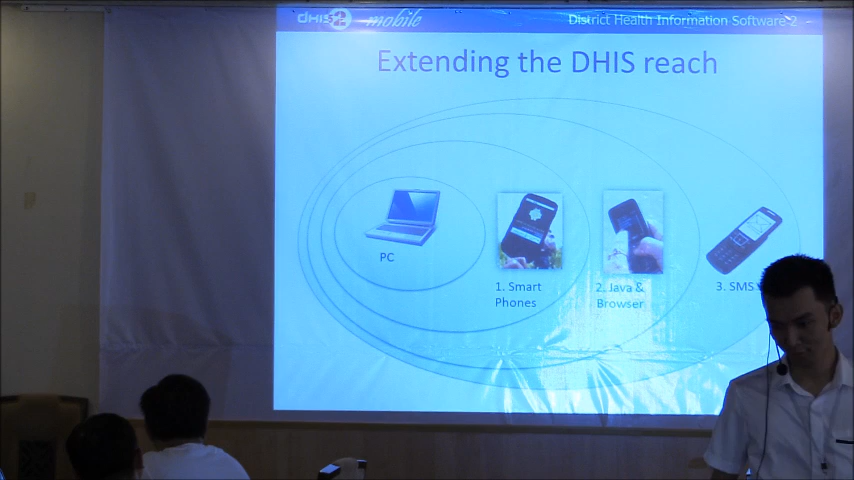 dHIS2 mobile
District Health Information Software 2
Extending the DHIS reach
PC
1. Smart
Phones
2. Java &
Browser
3. SMS